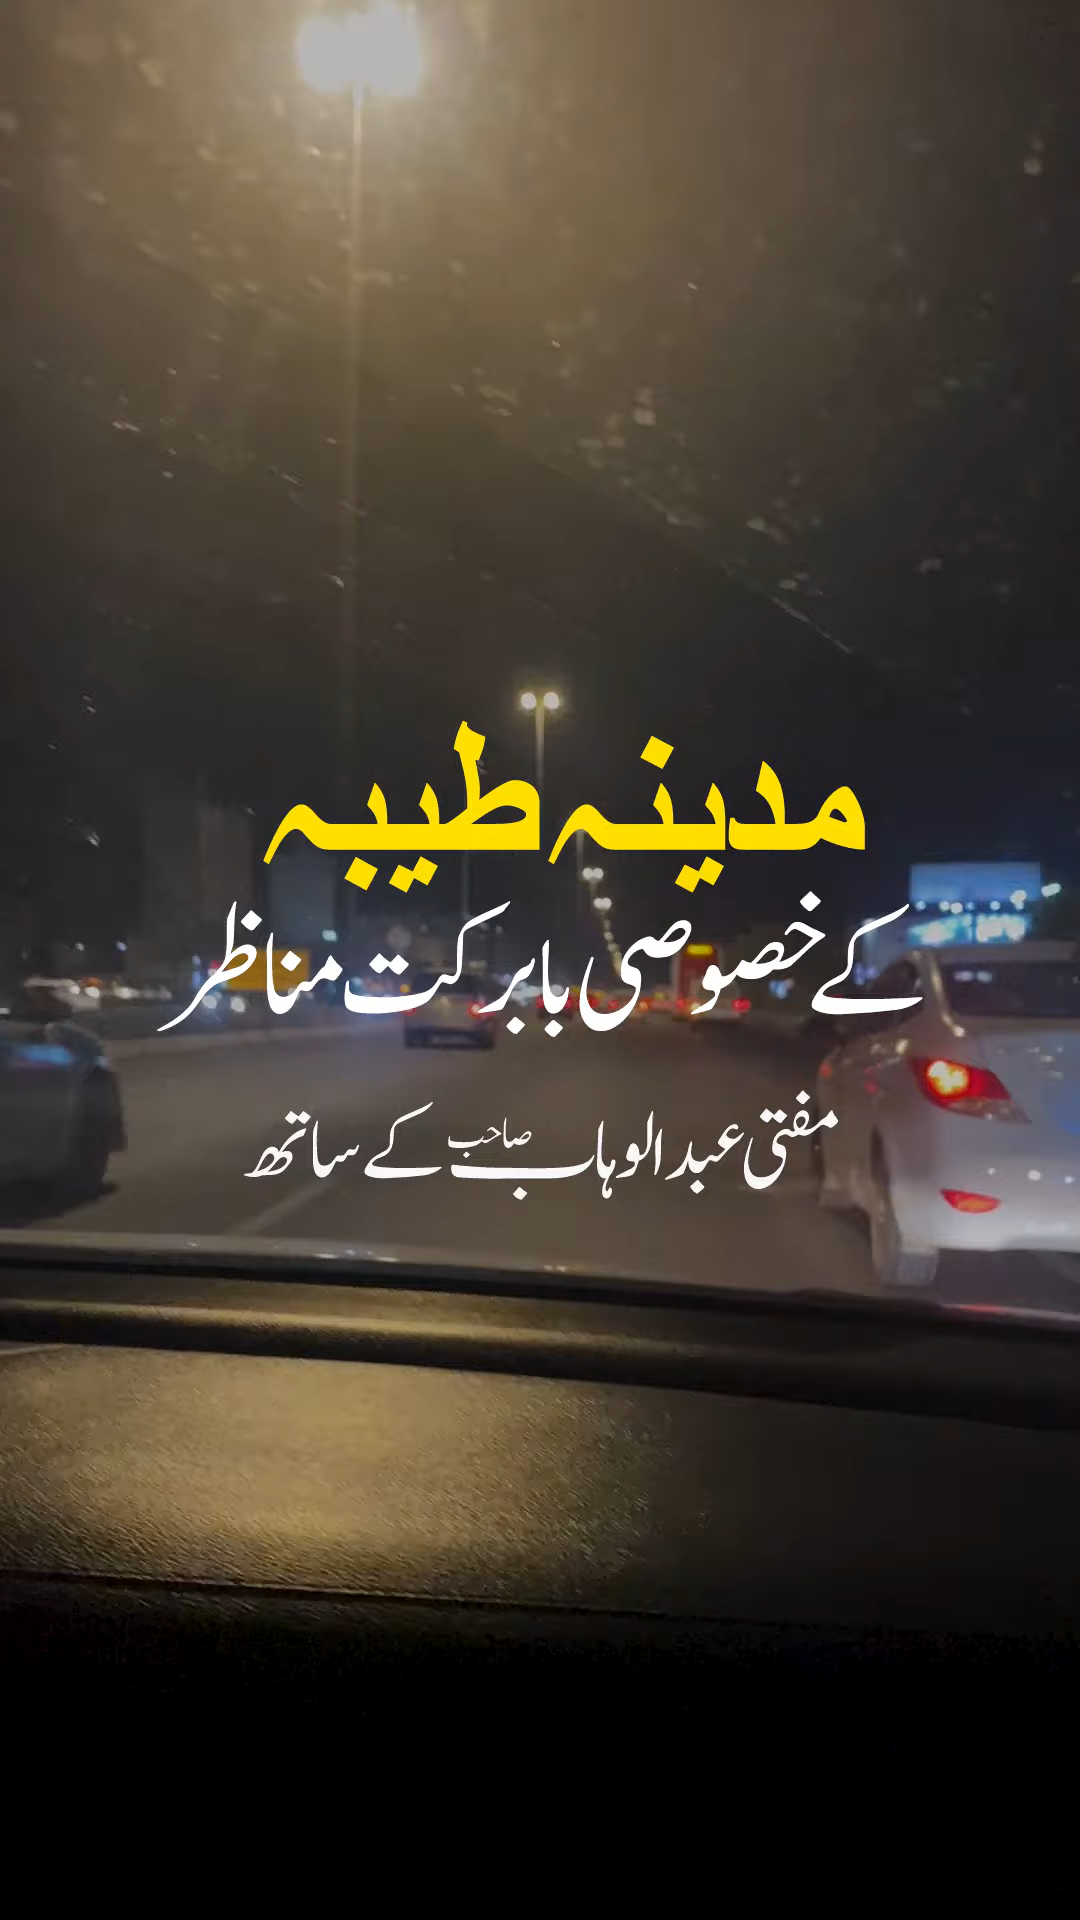 مدینہ طیبہ
کے خصوصی بابرکت مناظر
مفتی عبدالوہاب صاحب کے ساتھ